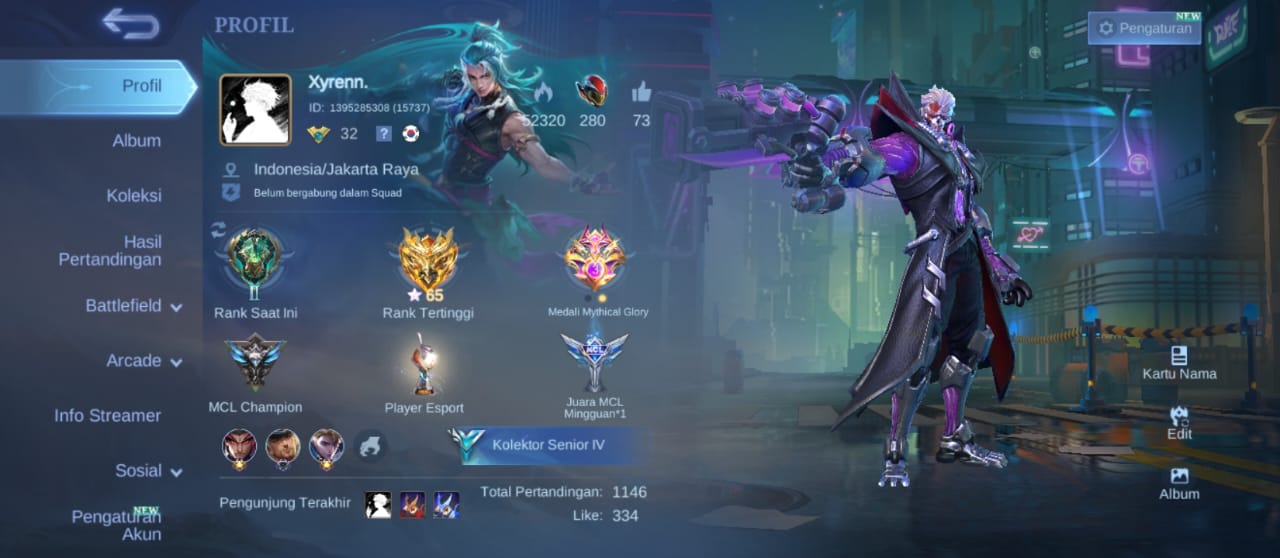 PROFIL
NEW
Pengaturan
Profil
Album
Koleksi
Hasil
Pertandingan
Battlefield
Arcade
Info Streamer
Sosial
NEW
Pengaturan
Akun
Xyrenn.
ID: 1395285308 (15737)
32
?
52320
280
73
Indonesia/Jakarta Raya
Belum bergabung dalam Squad
II
Rank Saat Ini
65
Rank Tertinggi
3
Medali Mythical Glory
MCL Champion
Player Esport
MCL
Juara MCL
Mingguan*1
Kolektor Senior IV
Pengunjung Terakhir
Total Pertandingan: 1146
Like: 334
Kartu Nama
Edit
Album